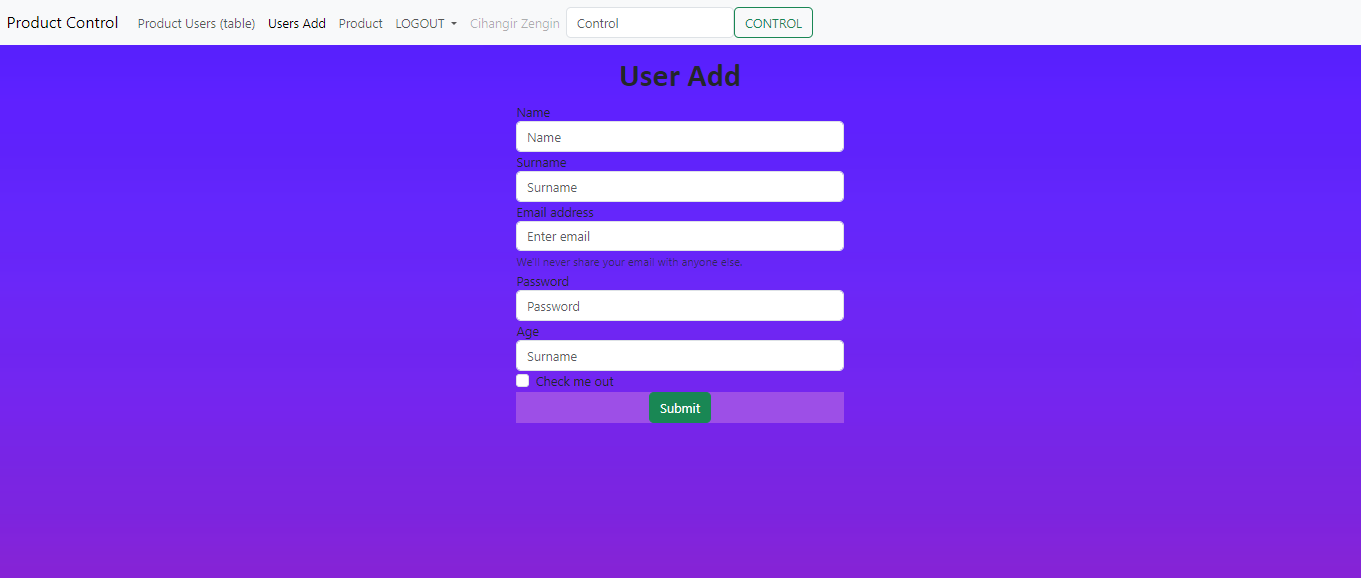 Product Control Product Users (table) Users Add Product LOGOUT Cihangir Zengin Control CONTROL
User Add
Name
Name
Surname
Surname
Email address
Enter email
We'll never share your email with anyone else.
Password
Password
Age
Surname
Check me out
Submit